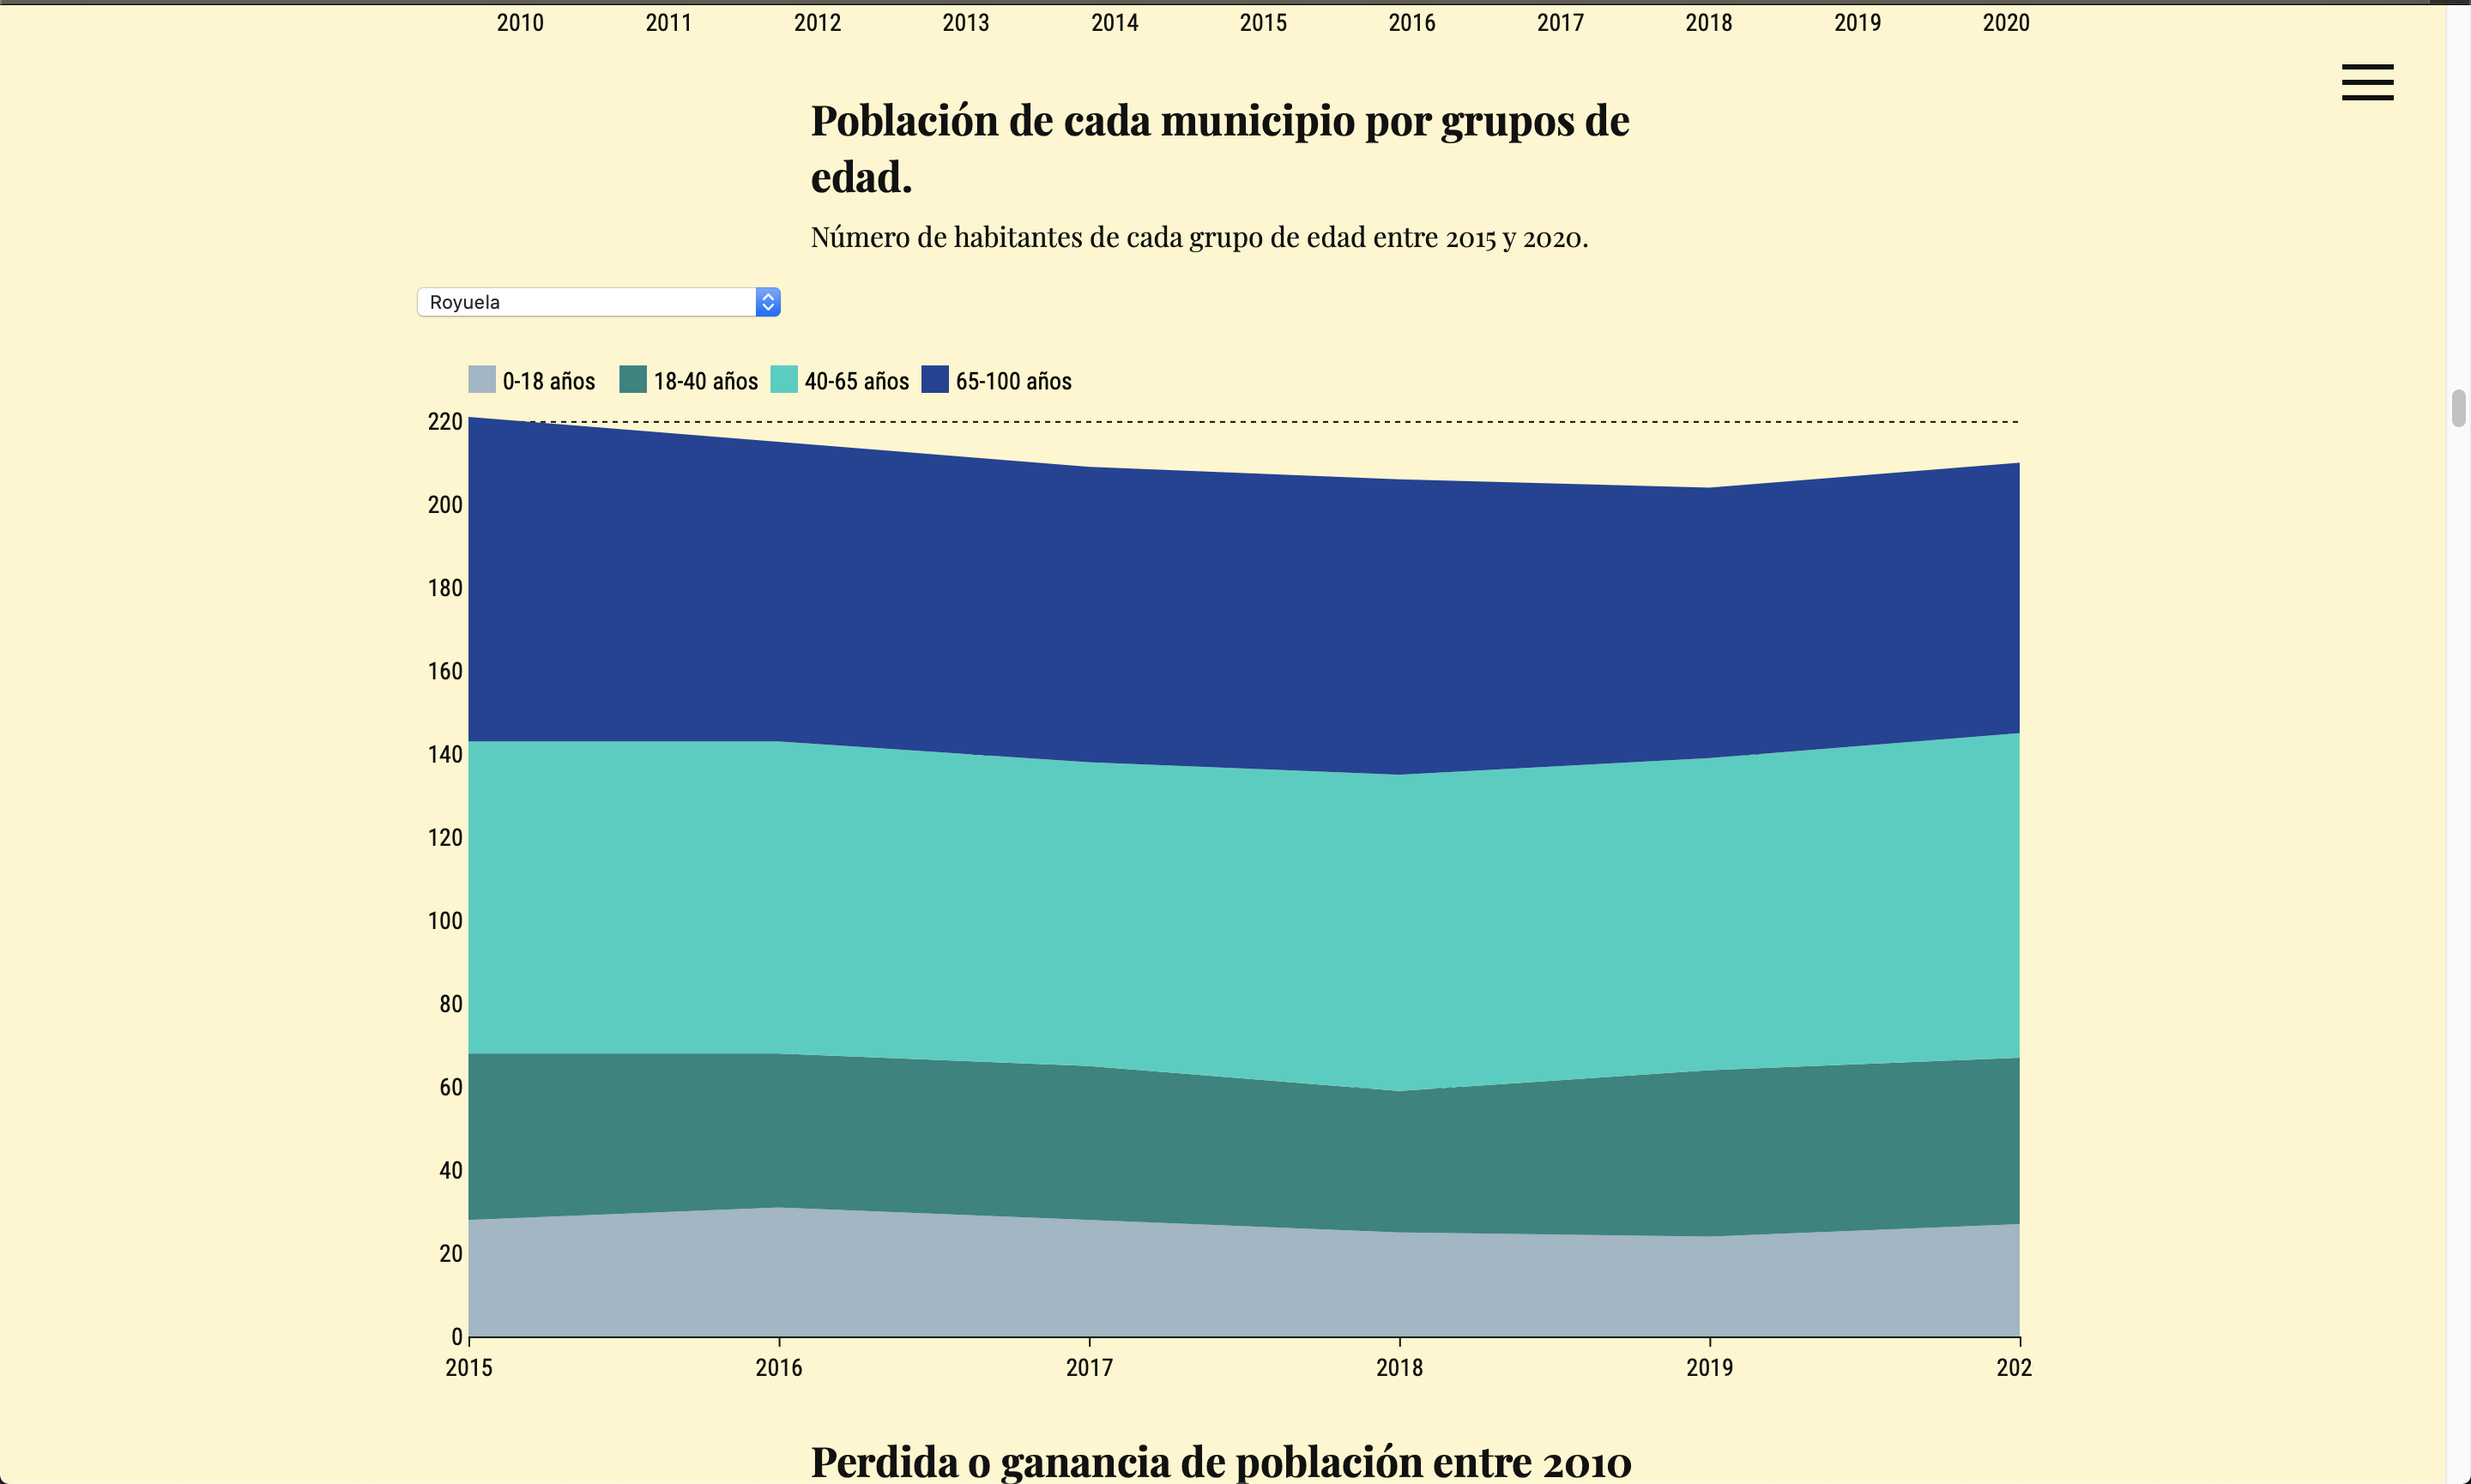 2010 2011 2012 2013 2014 2015 2016 2017 2018 2019 2020
Población de cada municipio por grupos de
edad.
Número de habitantes de cada grupo de edad entre 2015 y 2020.
Royuela
0-18 años 18-40 años 40-65 años 65-100 años
220
200
180
160
140
120
100
80
60
40
20
0
2015 2016 2017 2018 2019 202
Perdida o ganancia de población entre 2010